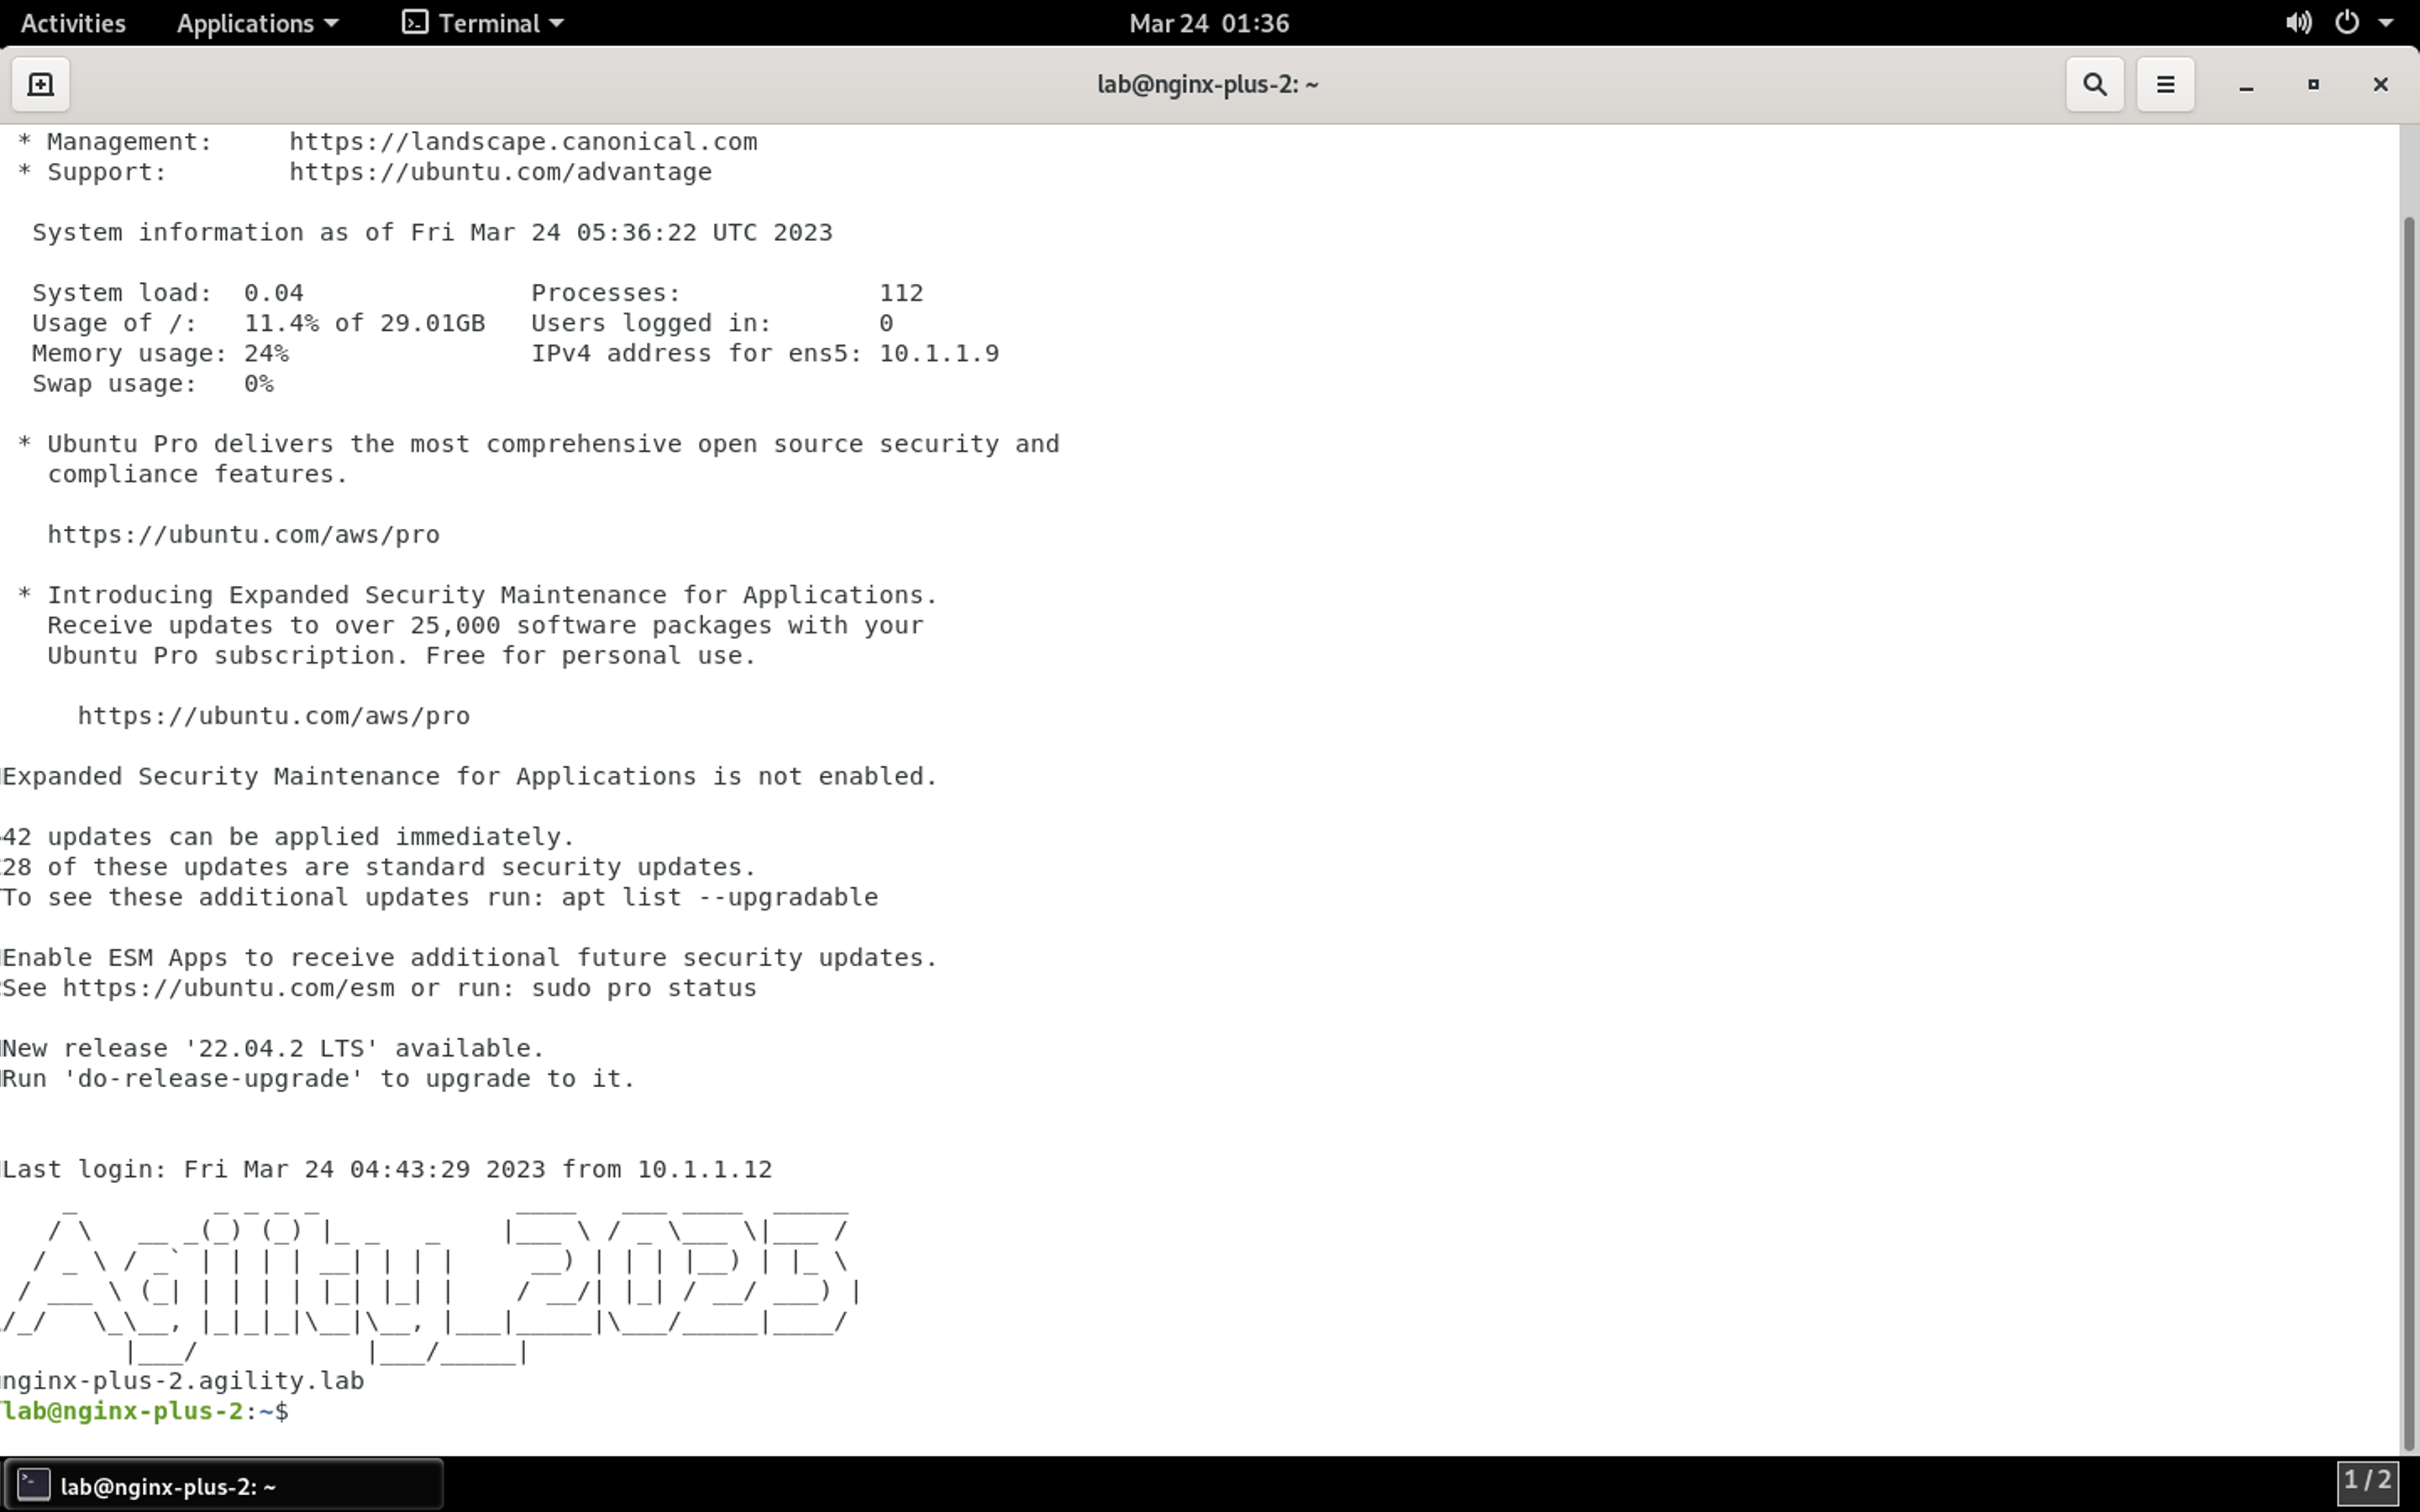 Activities Applications Terminal Mar 24 01:36
lab@nginx-plus-2: ~
* Management: https://landscape.canonical.com
* Support: https://ubuntu.com/advantage
System information as of Fri Mar 24 05:36:22 UTC 2023
System load: 0.04 Processes: 112
Usage of /: 11.4% of 29.01GB Users logged in: 0
Memory usage: 24% IPv4 address for ens5: 10.1.1.9
Swap usage: 0%
* Ubuntu Pro delivers the most comprehensive open source security and
compliance features.
https://ubuntu.com/aws/pro
* Introducing Expanded Security Maintenance for Applications.
Receive updates to over 25,000 software packages with your
Ubuntu Pro subscription. Free for personal use.
https://ubuntu.com/aws/pro
Expanded Security Maintenance for Applications is not enabled.
42 updates can be applied immediately.
28 of these updates are standard security updates.
To see these additional updates run: apt list --upgradable
Enable ESM Apps to receive additional future security updates.
See https://ubuntu.com/esm or run: sudo pro status
New release '22.04.2 LTS' available.
Run 'do-release-upgrade' to upgrade to it.
Last login: Fri Mar 24 04:43:29 2023 from 10.1.1.12
Agility_2023
nginx-plus-2.agility.lab
lab@nginx-plus-2:~$
lab@nginx-plus-2: ~
1 / 2